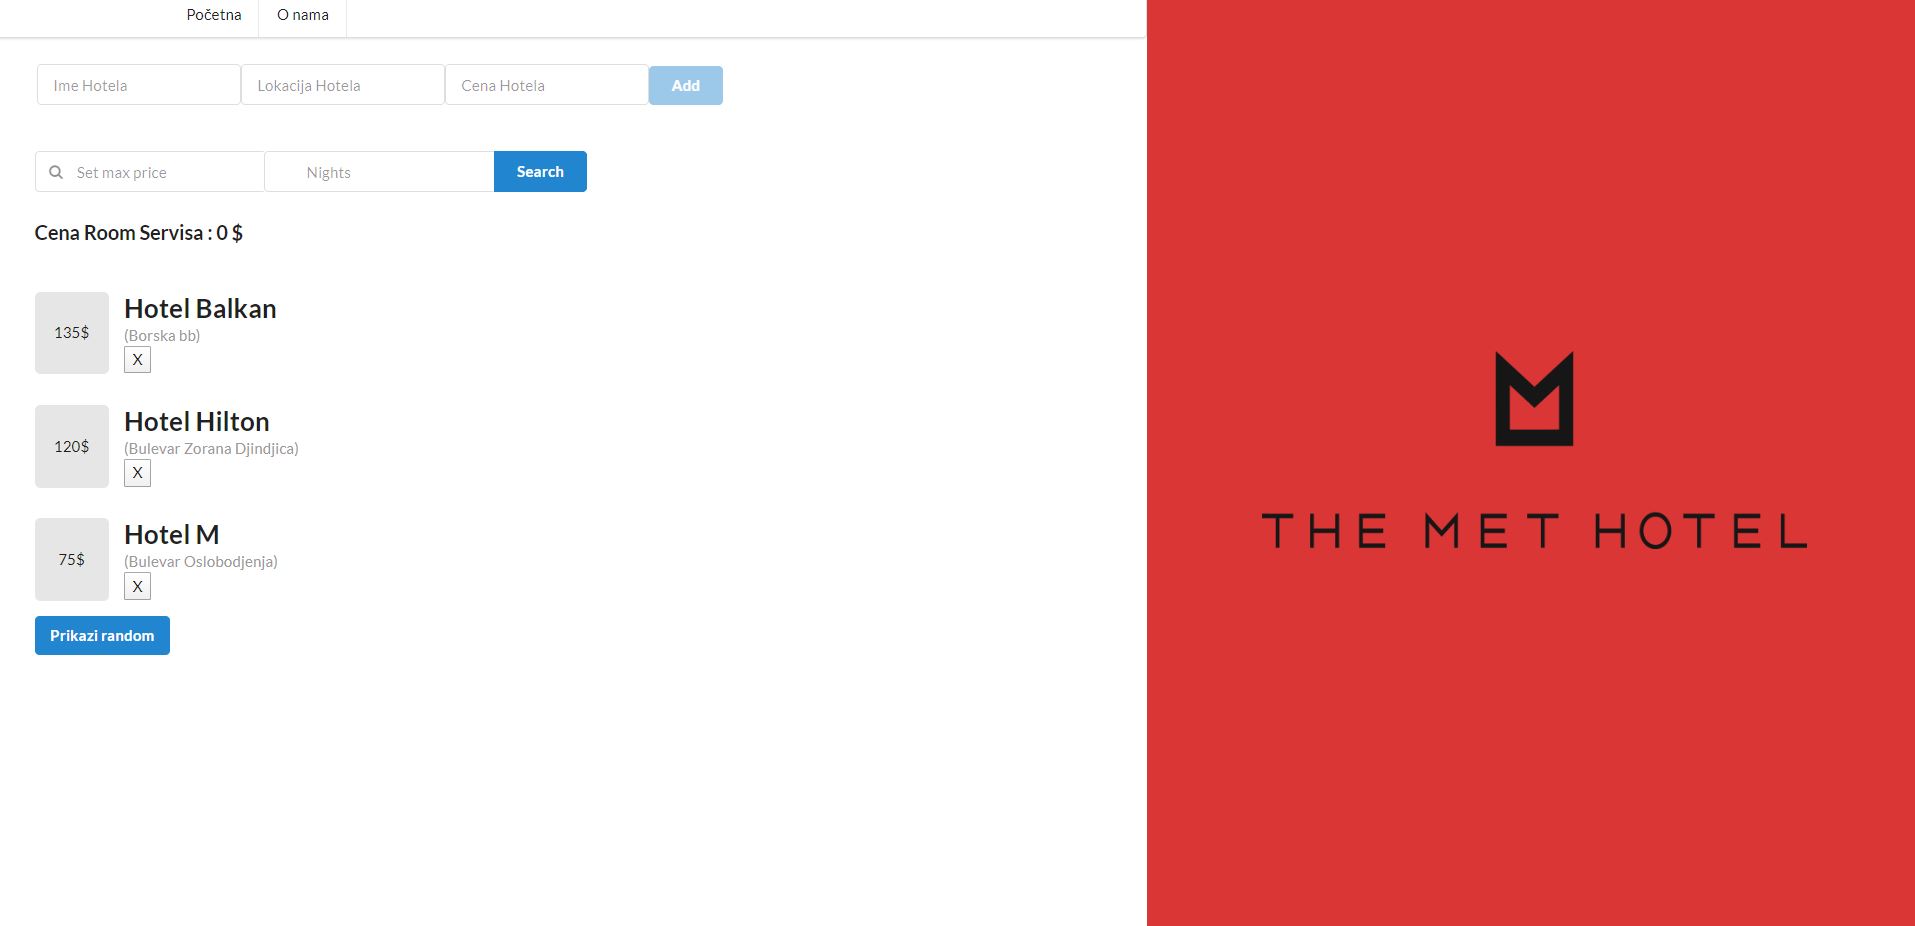 Početna
O nama
Ime Hotela
Lokacija Hotela
Cena Hotela
Add
Set max price
Nights
Search
Cena Room Servisa : 0 $
135$
Hotel Balkan
(Borska bb)
X
120$
Hotel Hilton
(Bulevar Zorana Djindjica)
X
75$
Hotel M
(Bulevar Oslobodjenja)
X
Prikazi random
THE MET HOTEL